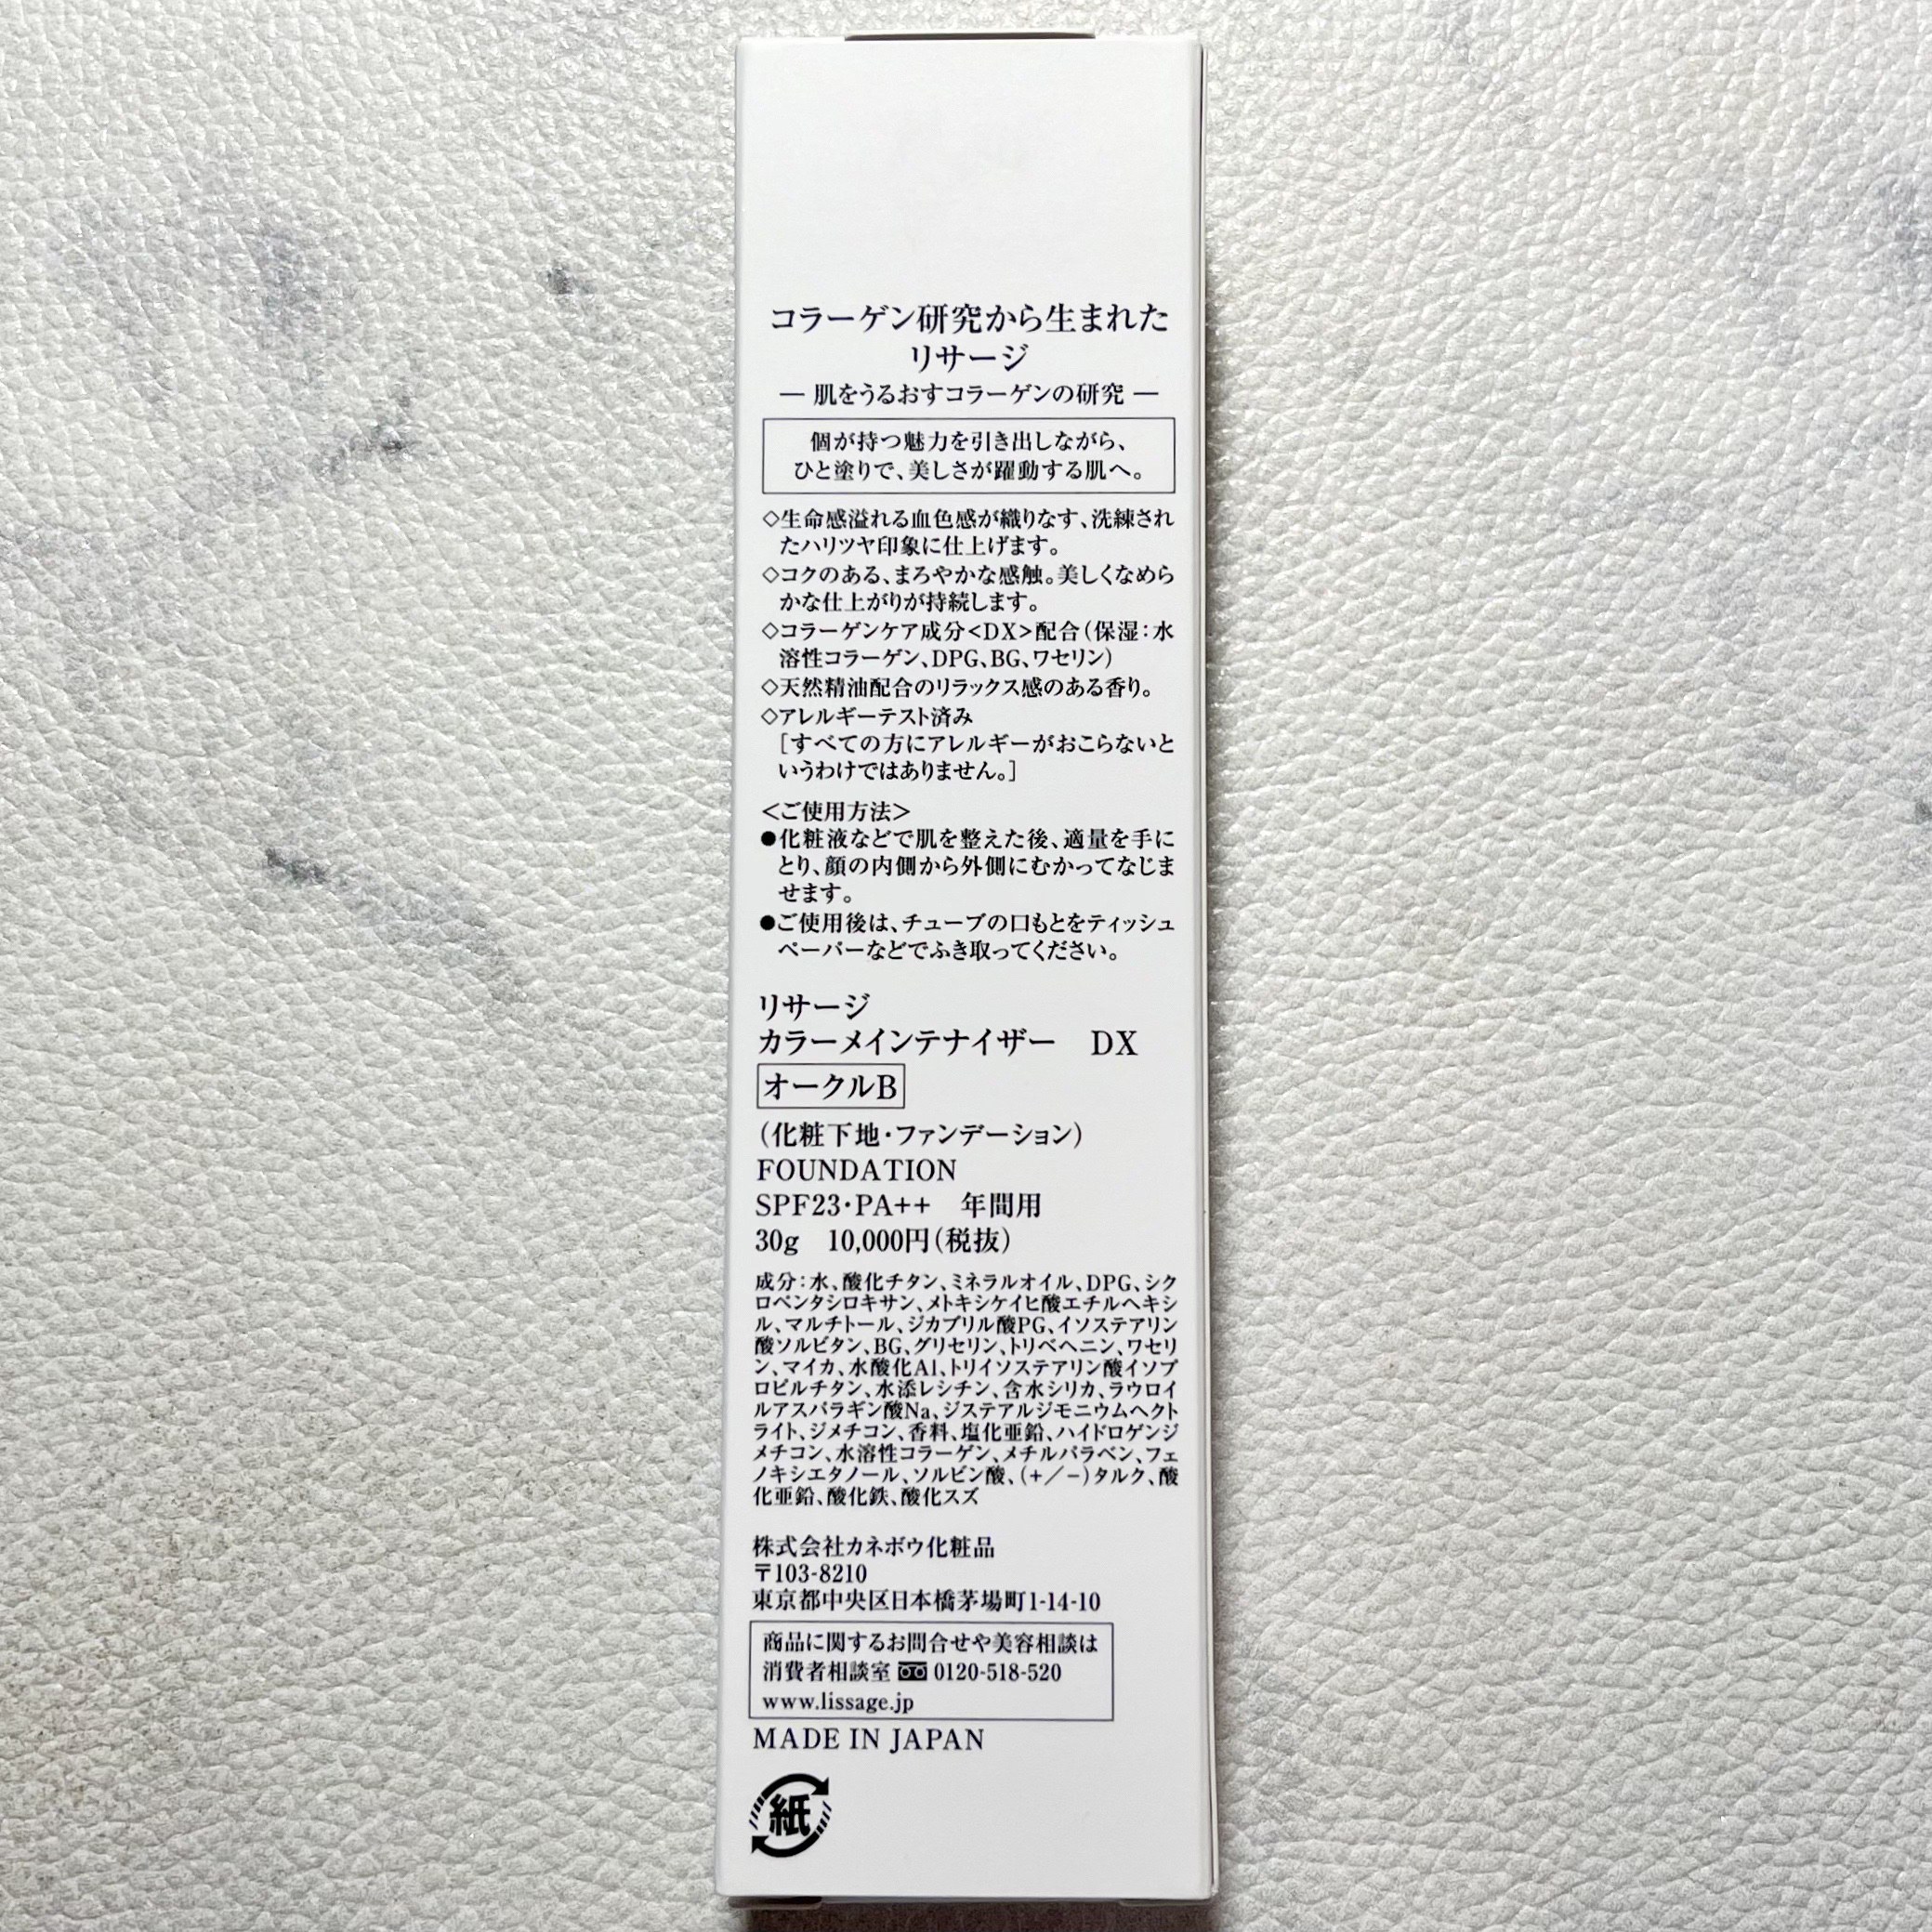 コラーゲン研究から生まれた
リサージ
— 肌をうるおすコラーゲンの研究 —
個が持つ魅力を引き出しながら、
ひと塗りで、美しさが躍動する肌へ。
◇生命感溢れる血色感が織りなす、洗練され
たハリツヤ印象に仕上げます。
◇コクのある、まろやかな感触。美しくなめら
かな仕上がりが持続します。
◇コラーゲンケア成分<DX>配合(保湿：水
溶性コラーゲン、DPG、BG、ワセリン)
◇天然精油配合のリラックス感のある香り。
◇アレルギーテスト済み
［すべての方にアレルギーがおこらないと
いうわけではありません。］
<ご使用方法>
●化粧液などで肌を整えた後、適量を手に
とり、顔の内側から外側にむかってなじま
せます。
●ご使用後は、チューブの口もとをティッシュ
ペーパーなどでふき取ってください。
リサージ
カラーメインテナイザー　DX
オークルB
(化粧下地・ファンデーション)
FOUNDATION
SPF23・PA++　年間用
30g　10,000円(税抜)
成分：水、酸化チタン、ミネラルオイル、DPG、シク
ロペンタシロキサン、メトキシケイヒ酸エチルヘキシ
ル、マルチトール、ジカプリル酸PG、イソステアリン
酸ソルビタン、BG、グリセリン、トリベヘニン、ワセリ
ン、マイカ、水酸化Al、トリイソステアリン酸イソプ
ロピルチタン、水添レシチン、含水シリカ、ラウロイ
ルアスパラギン酸Na、ジステアルジモニウムヘクト
ライト、ジメチコン、香料、塩化亜鉛、ハイドロゲンジ
メチコン、水溶性コラーゲン、メチルパラベン、フェ
ノキシエタノール、ソルビン酸、(+／−)タルク、酸
化亜鉛、酸化鉄、酸化スズ
株式会社カネボウ化粧品
〒103-8210
東京都中央区日本橋茅場町1-14-10
商品に関するお問合せや美容相談は
消費者相談室 0120-518-520
www.lissage.jp
MADE IN JAPAN
紙